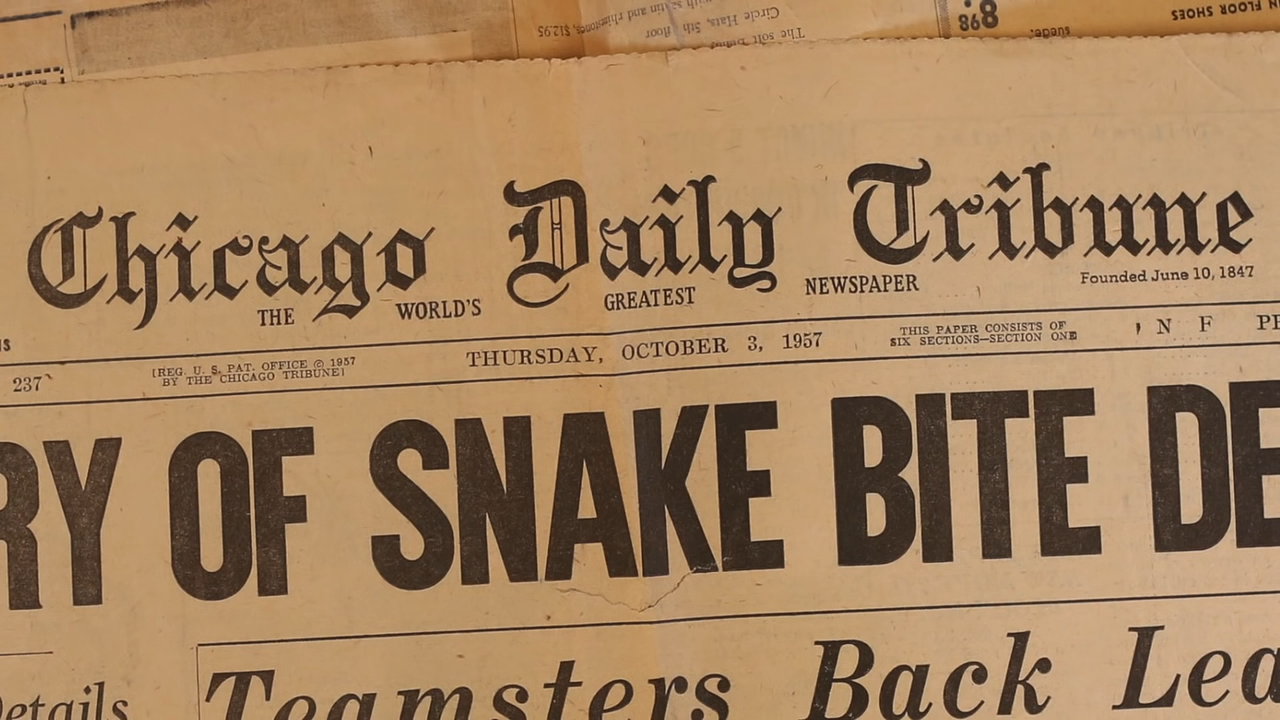 The soft
Circle Hats, 5th floor
with satin and rhinestones, $12.95
898
suede.
FLOOR SHOES
Chicago Daily Tribune
THE WORLD'S GREATEST NEWSPAPER
Founded June 10, 1847
237
[REG. U. S. PAT. OFFICE © 1957
BY THE CHICAGO TRIBUNE]
THURSDAY, OCTOBER 3, 1957
THIS PAPER CONSISTS OF
SIX SECTIONS—SECTION ONE
N F
RY OF SNAKE BITE DE
Teamsters Back Lea
Details